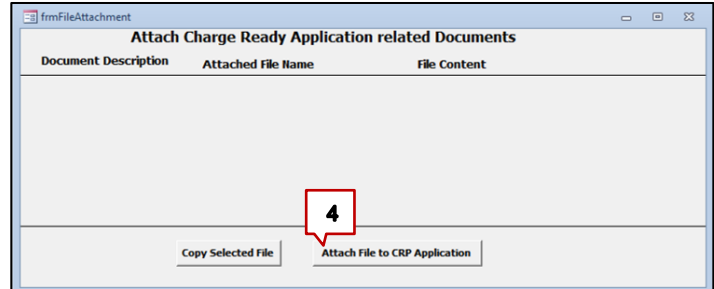 frmFileAttachment
Attach Charge Ready Application related Documents
Document Description Attached File Name File Content
4
Copy Selected File Attach File to CRP Application